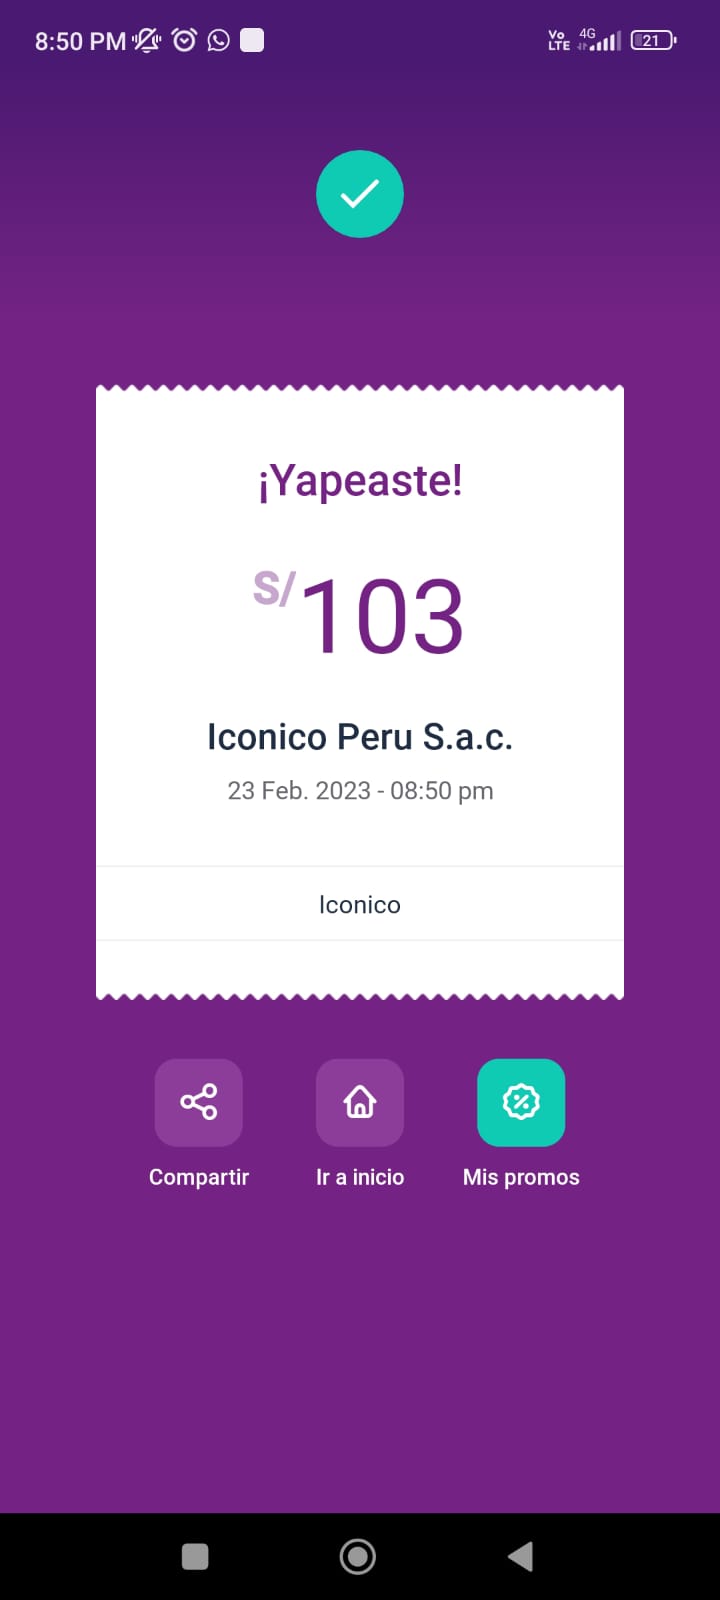 8:50 PM
Vo LTE 4G 21
¡Yapeaste!
S/103
Iconico Peru S.a.c.
23 Feb. 2023 - 08:50 pm
Iconico
Compartir Ir a inicio Mis promos